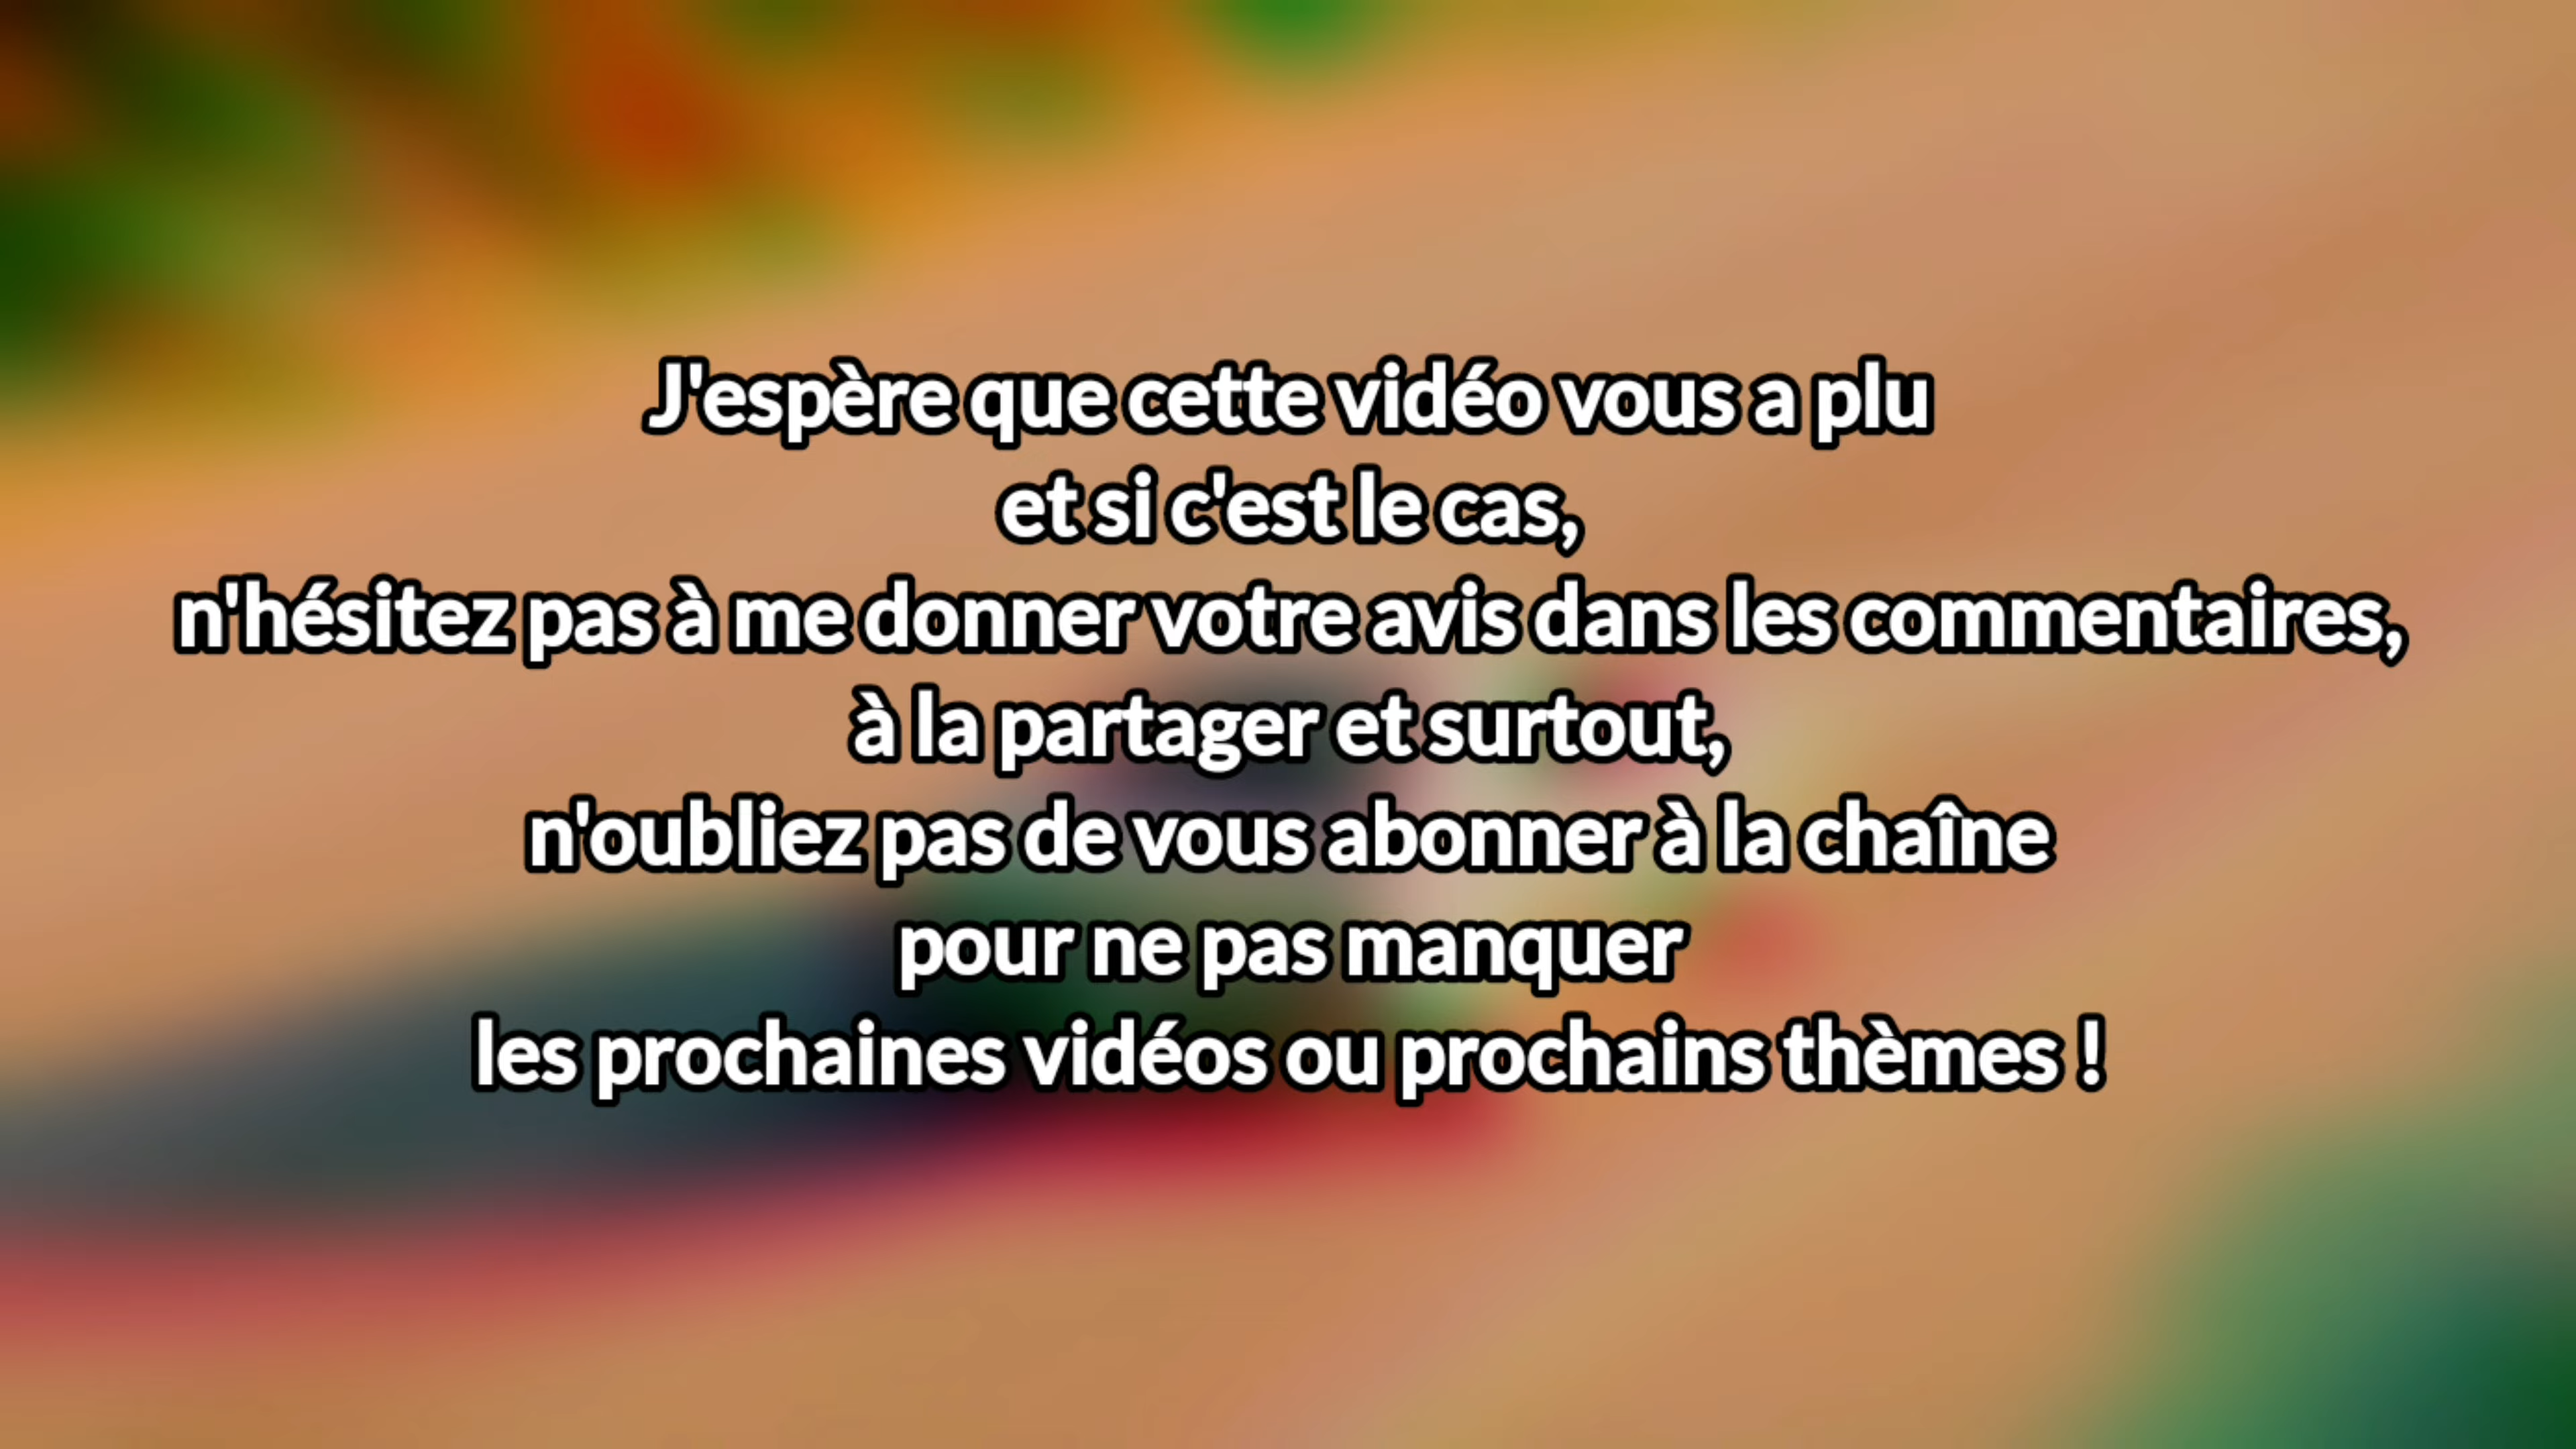 J'espère que cette vidéo vous a plu
et si c'est le cas,
n'hésitez pas à me donner votre avis dans les commentaires,
à la partager et surtout,
n'oubliez pas de vous abonner à la chaîne
pour ne pas manquer
les prochaines vidéos ou prochains thèmes !